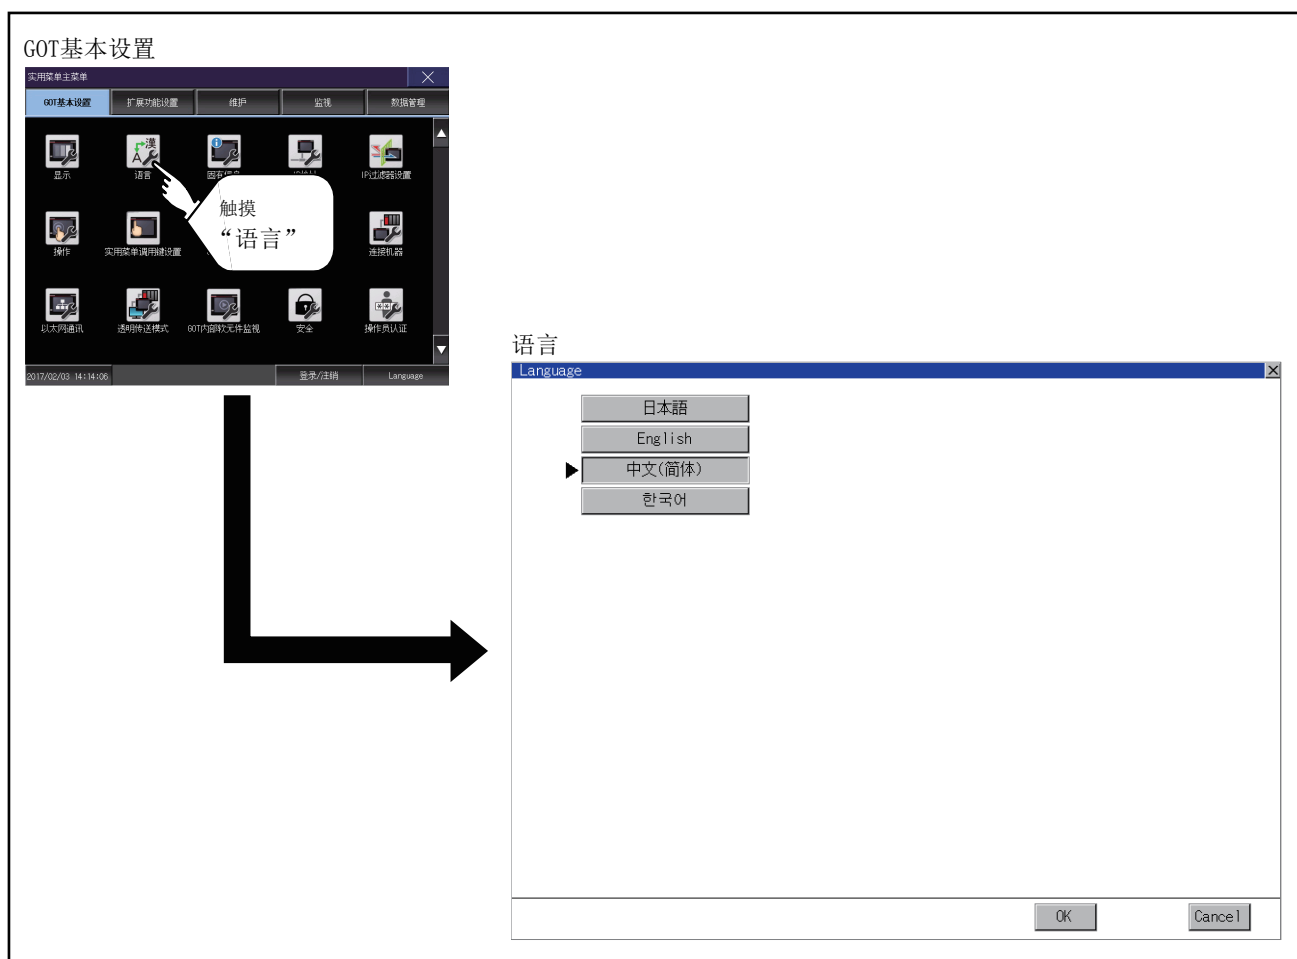 GOT基本设置
实用菜单主菜单
GOT基本设置 扩展功能设置 维护 监视 数据管理
显示 语言 IP过滤器设置
触摸
“语言”
操作 实用菜单调用键设置 连接机器
以太网通讯 透明传送模式 GOT内部软元件监视 安全 操作员认证
2017/02/03 14:14:06 登录/注销 Language
语言
Language
日本語
English
中文(简体)
한국어
OK Cancel